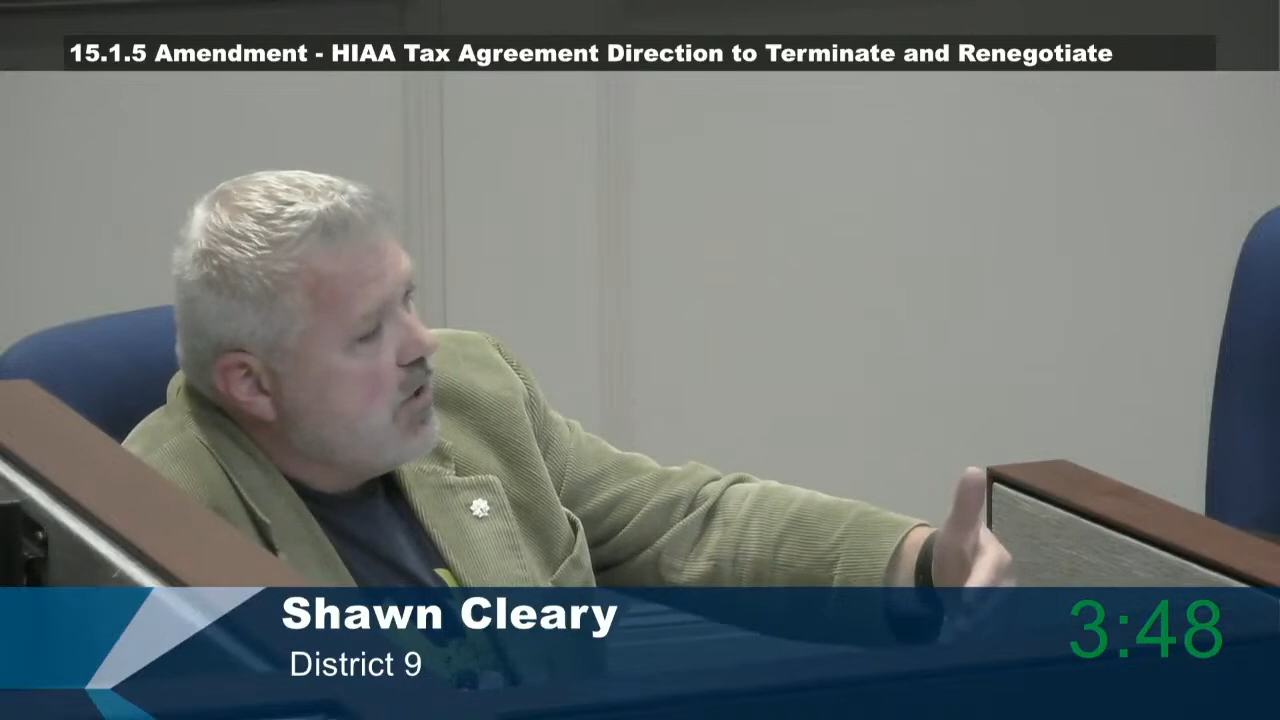 15.1.5 Amendment - HIAA Tax Agreement Direction to Terminate and Renegotiate
Shawn Cleary
District 9
3:48